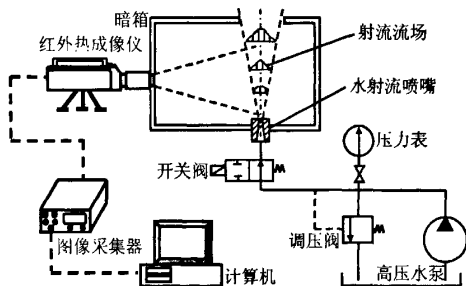 暗箱
红外热成像仪
射流流场
水射流喷嘴
压力表
开关阀
图像采集器
调压阀
计算机
高压水泵